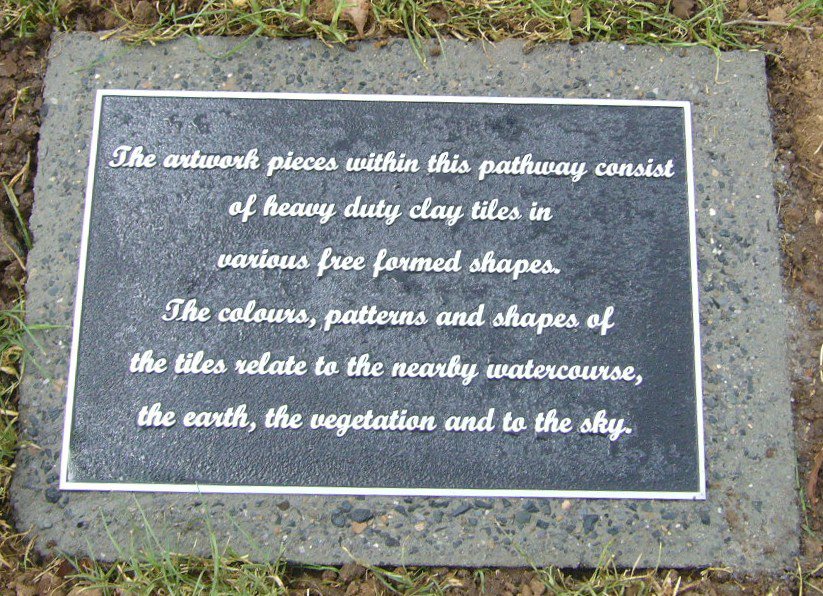 The artwork pieces within this pathway consist
of heavy duty clay tiles in
various free formed shapes.
The colours, patterns and shapes of
the tiles relate to the nearby watercourse,
the earth, the vegetation and to the sky.